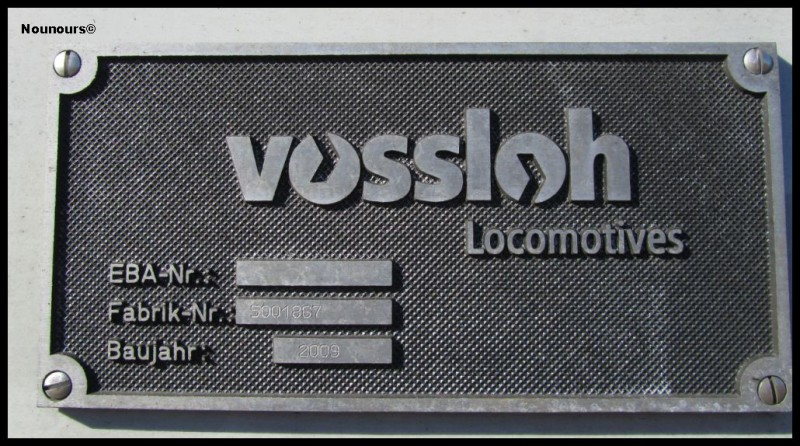 Nounours©
vossloh
Locomotives
EBA-Nr.:
Fabrik-Nr.: 5001867
Baujahr: 2009